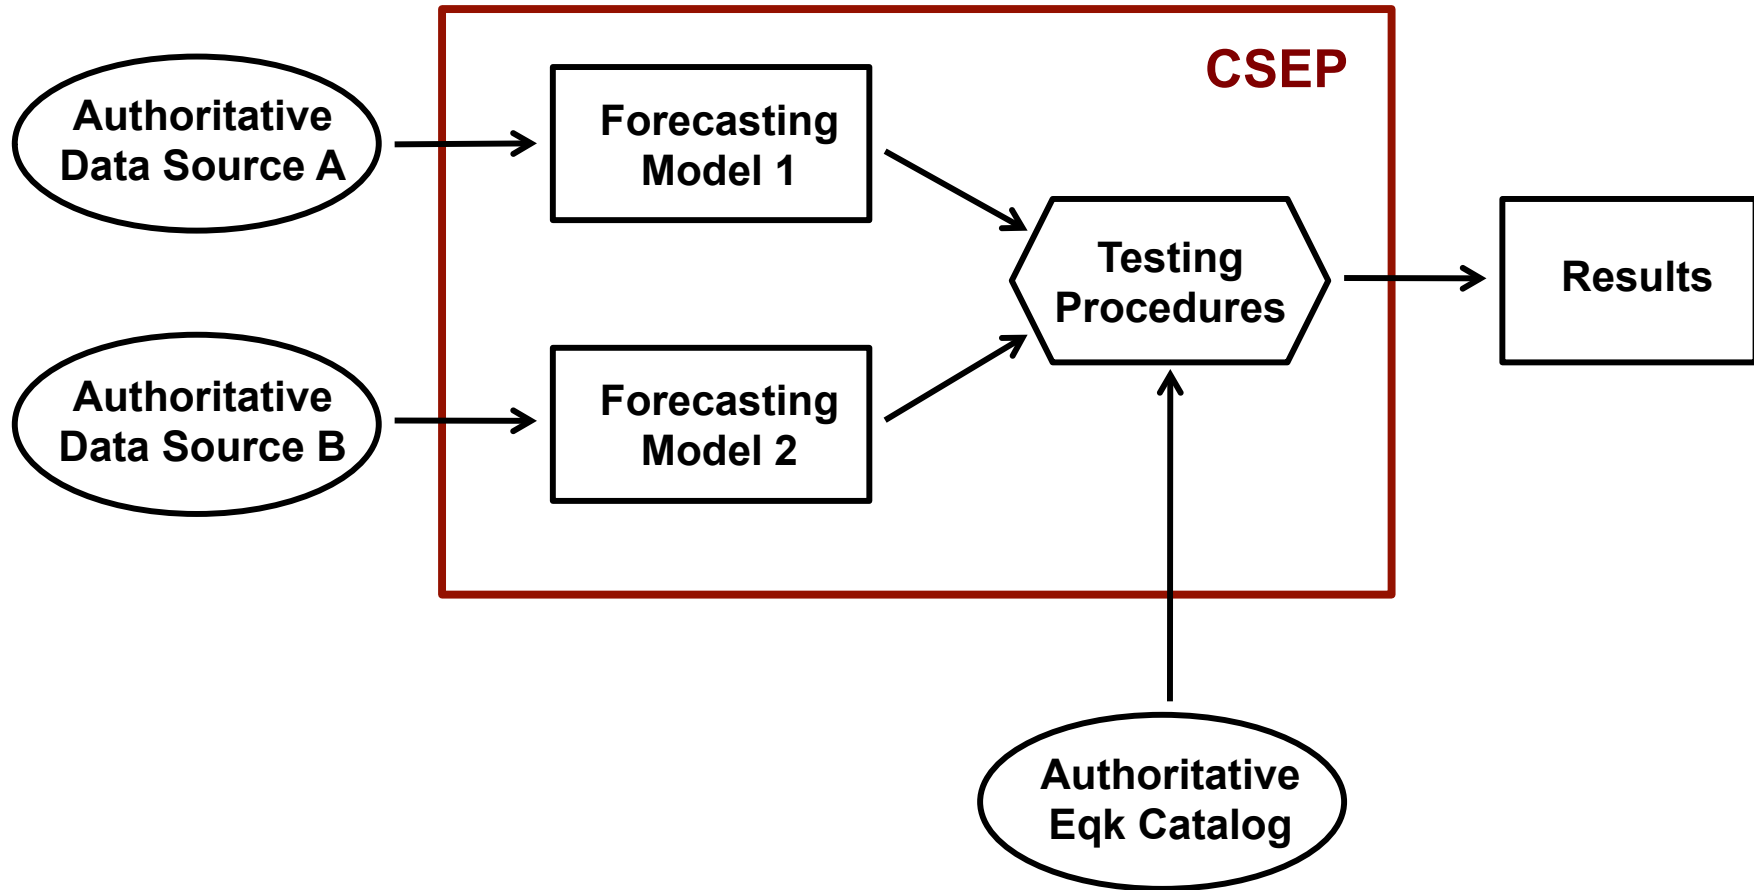 CSEP
Authoritative
Data Source A
Forecasting
Model 1
Testing
Procedures
Results
Authoritative
Data Source B
Forecasting
Model 2
Authoritative
Eqk Catalog